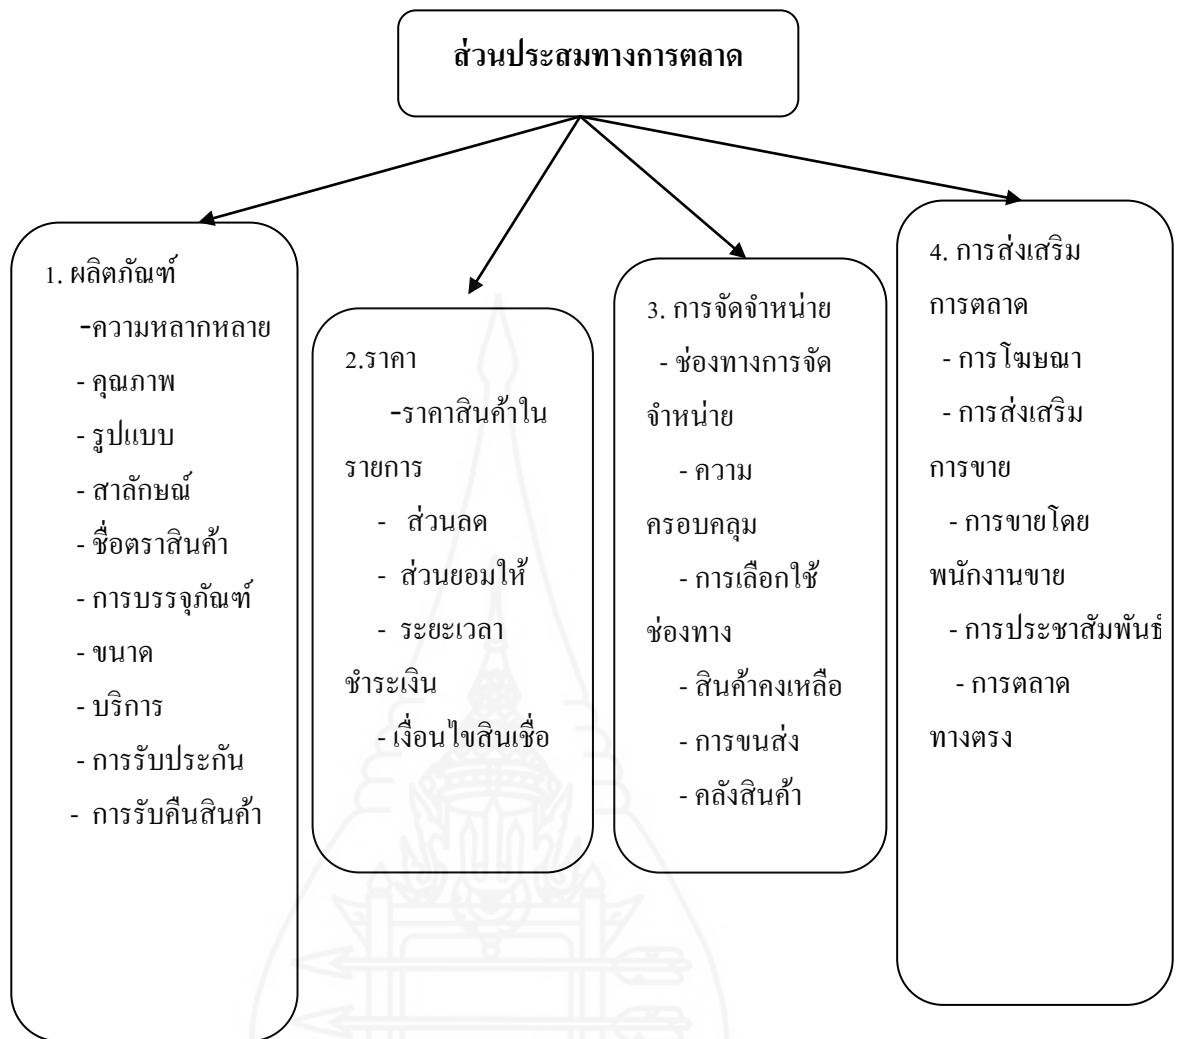 ส่วนประสมทางการตลาด
1. ผลิตภัณฑ์
-ความหลากหลาย
- คุณภาพ
- รูปแบบ
- สาลักษณ์
- ชื่อตราสินค้า
- การบรรจุภัณฑ์
- ขนาด
- บริการ
- การรับประกัน
- การรับคืนสินค้า
2.ราคา
-ราคาสินค้าใน
รายการ
- ส่วนลด
- ส่วนยอมให้
- ระยะเวลา
ชำระเงิน
- เงื่อนไขสินเชื่อ
3. การจัดจำหน่าย
- ช่องทางการจัด
จำหน่าย
- ความ
ครอบคลุม
- การเลือกใช้
ช่องทาง
- สินค้าคงเหลือ
- การขนส่ง
- คลังสินค้า
4. การส่งเสริม
การตลาด
- การโฆษณา
- การส่งเสริม
การขาย
- การขายโดย
พนักงานขาย
- การประชาสัมพันธ์
- การตลาด
ทางตรง